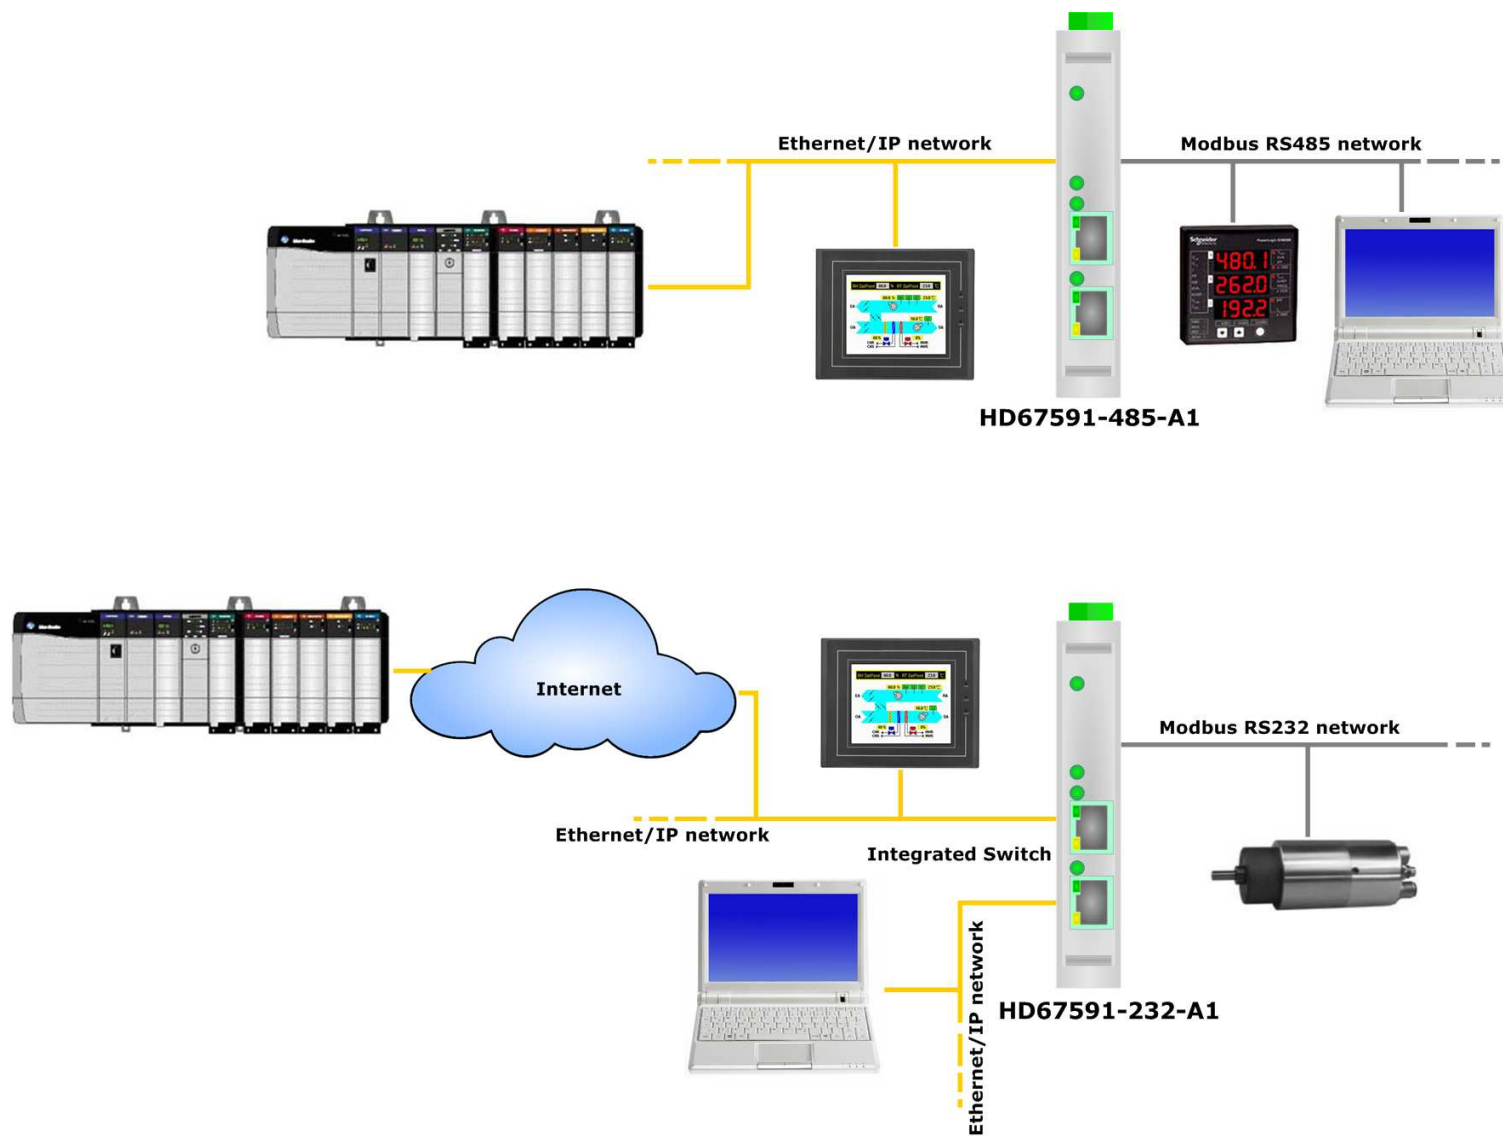 Ethernet/IP network
Modbus RS485 network
Schneider
480.1
262.0
192.2
HD67591-485-A1
Internet
Modbus RS232 network
Ethernet/IP network
Integrated Switch
Ethernet/IP network
HD67591-232-A1